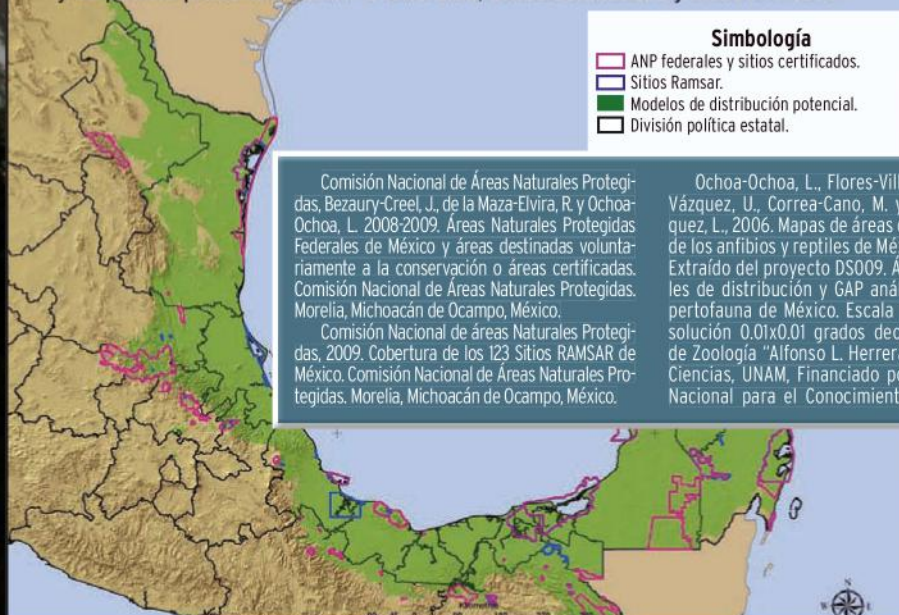 Simbología
ANP federales y sitios certificados.
Sitios Ramsar.
Modelos de distribución potencial.
División política estatal.
Comisión Nacional de Áreas Naturales Protegi-
das, Bezaury-Creel, J., de la Maza-Elvira, R. y Ochoa-
Ochoa, L. 2008-2009. Áreas Naturales Protegidas
Federales de México y áreas destinadas volunta-
riamente a la conservación o áreas certificadas.
Comisión Nacional de Áreas Naturales Protegidas.
Morelia, Michoacán de Ocampo, México.
Comisión Nacional de áreas Naturales Protegi-
das, 2009. Cobertura de los 123 Sitios RAMSAR de
México. Comisión Nacional de Áreas Naturales Pro-
tegidas. Morelia, Michoacán de Ocampo, México.
Ochoa-Ochoa, L., Flores-Vill
Vázquez, U., Correa-Cano, M. y
quez, L., 2006. Mapas de áreas d
de los anfibios y reptiles de Mé
Extraído del proyecto DS009. Á
les de distribución y GAP aná
pertofauna de México. Escala
solución 0.01x0.01 grados dec
de Zoología "Alfonso L. Herrera
Ciencias, UNAM, Financiado po
Nacional para el Conocimient
Kilometros
N